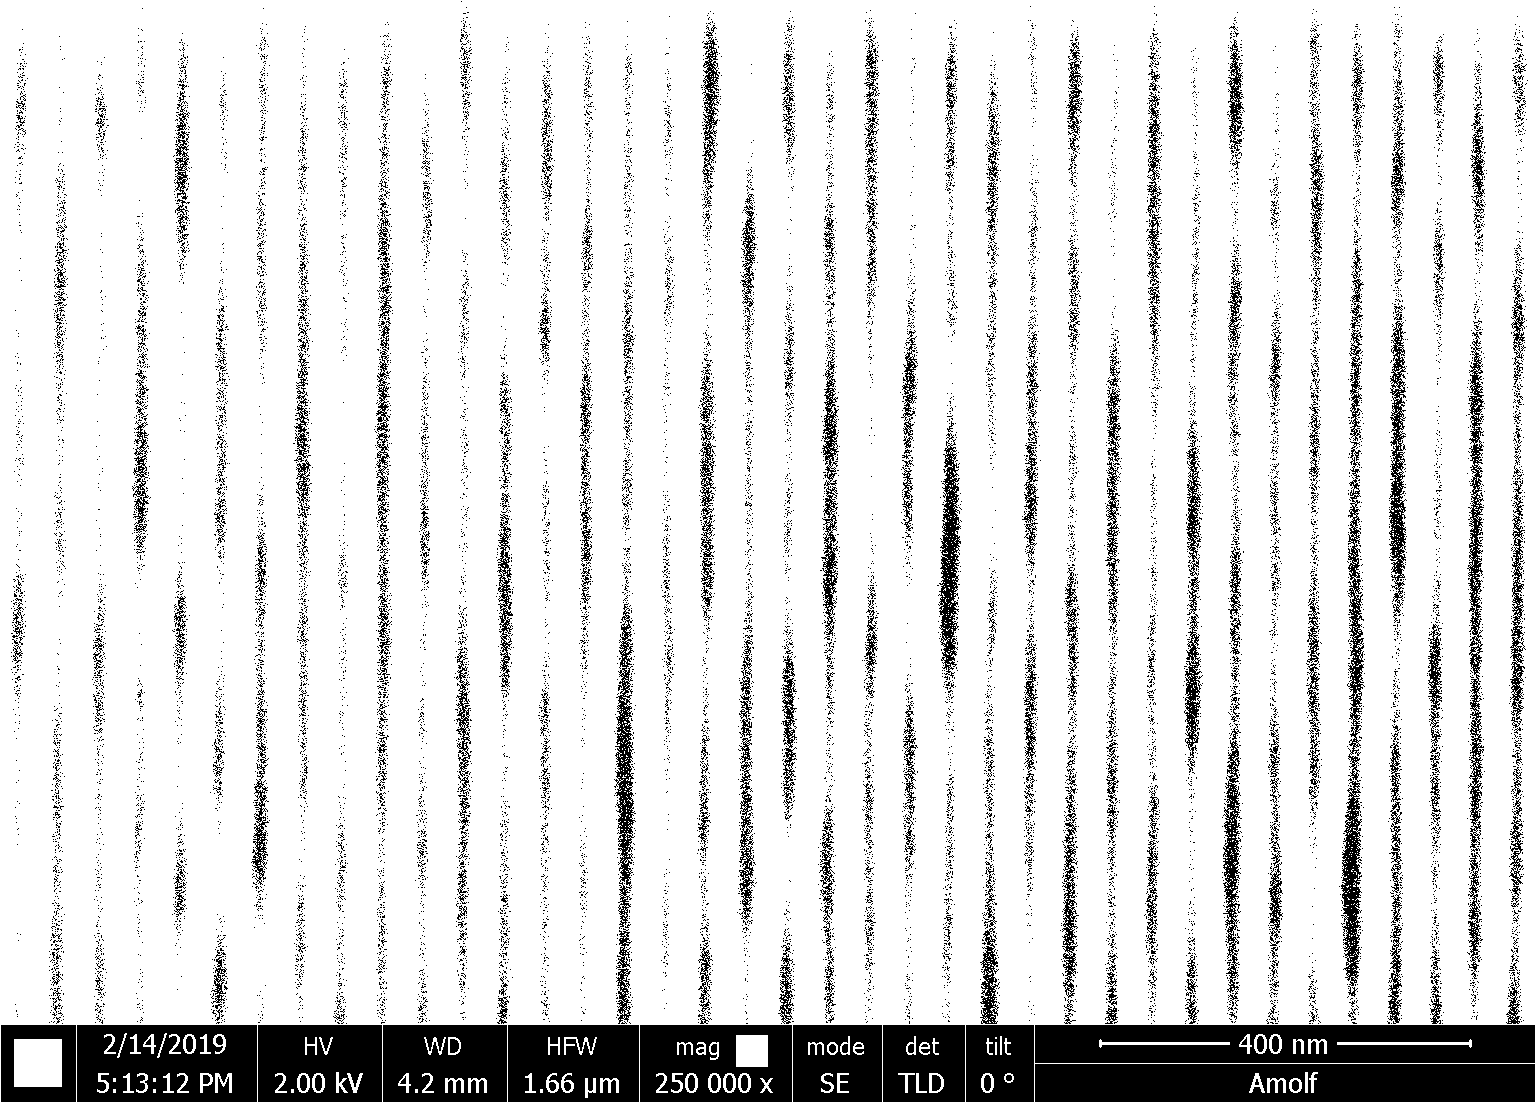 2/14/2019
5:13:12 PM
HV
2.00 kV
WD
4.2 mm
HFW
1.66 µm
mag
250 000 x
mode
SE
det
TLD
tilt
0 °
400 nm
Amolf